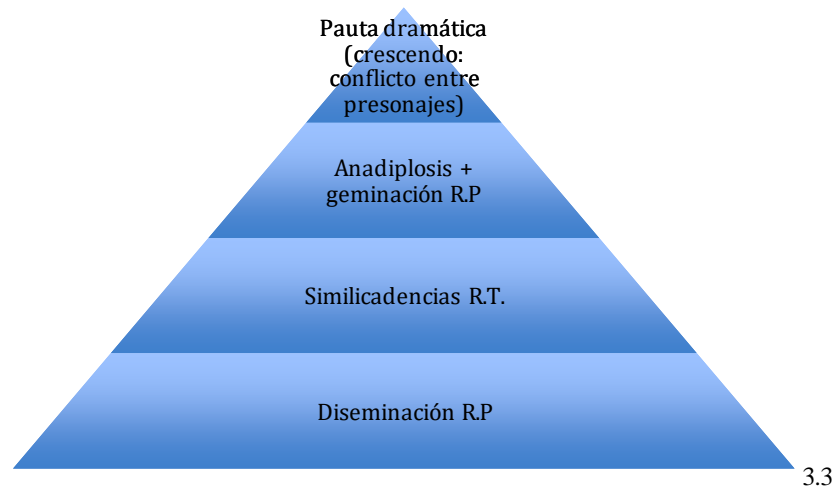 Pauta dramática
(crescendo:
conflicto entre
presonajes)
Anadiplosis +
geminación R.P
Similicadencias R.T.
Diseminación R.P
3.3